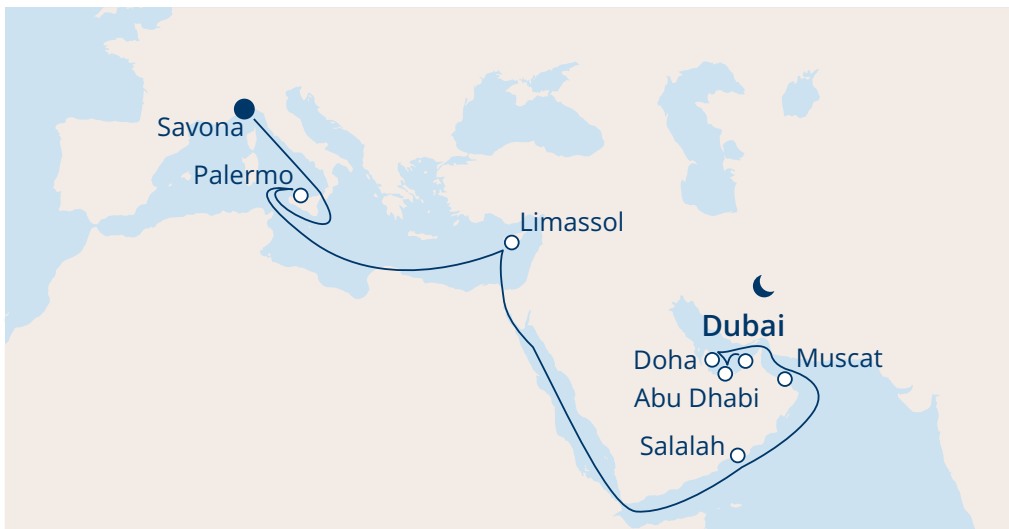 Savona
Palermo
Limassol
Dubai
Doha
Muscat
Abu Dhabi
Salalah